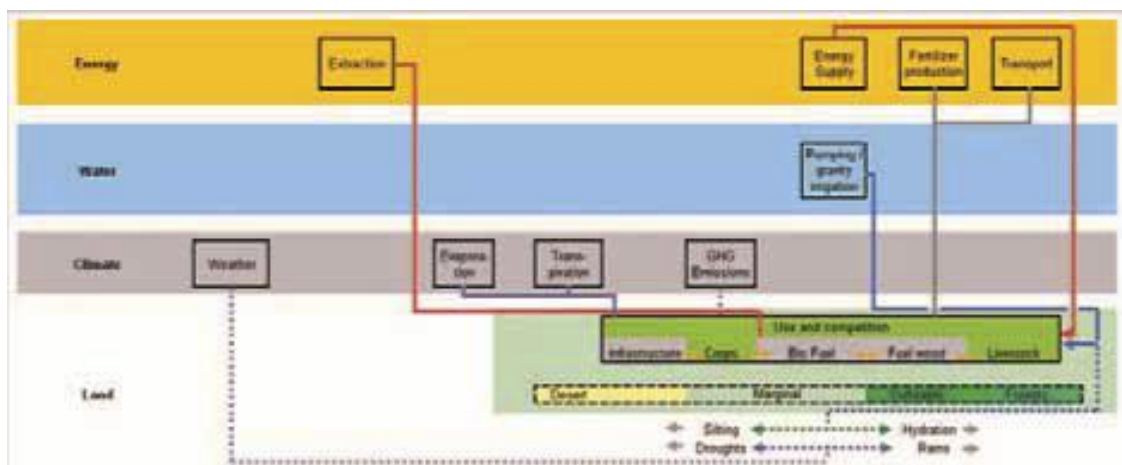 Energy
Extraction
Energy
Supply
Fertilizer
production
Transport
Water
Pumping /
gravity
irrigation
Climate
Weather
Evapora-
tion
Trans-
piration
GHG
Emissions
Use and competition
Infrastructure
Crops
Bio Fuel
Fuel wood
Livestock
Land
Desert
Marginal
Silting
Hydration
Droughts
Rains